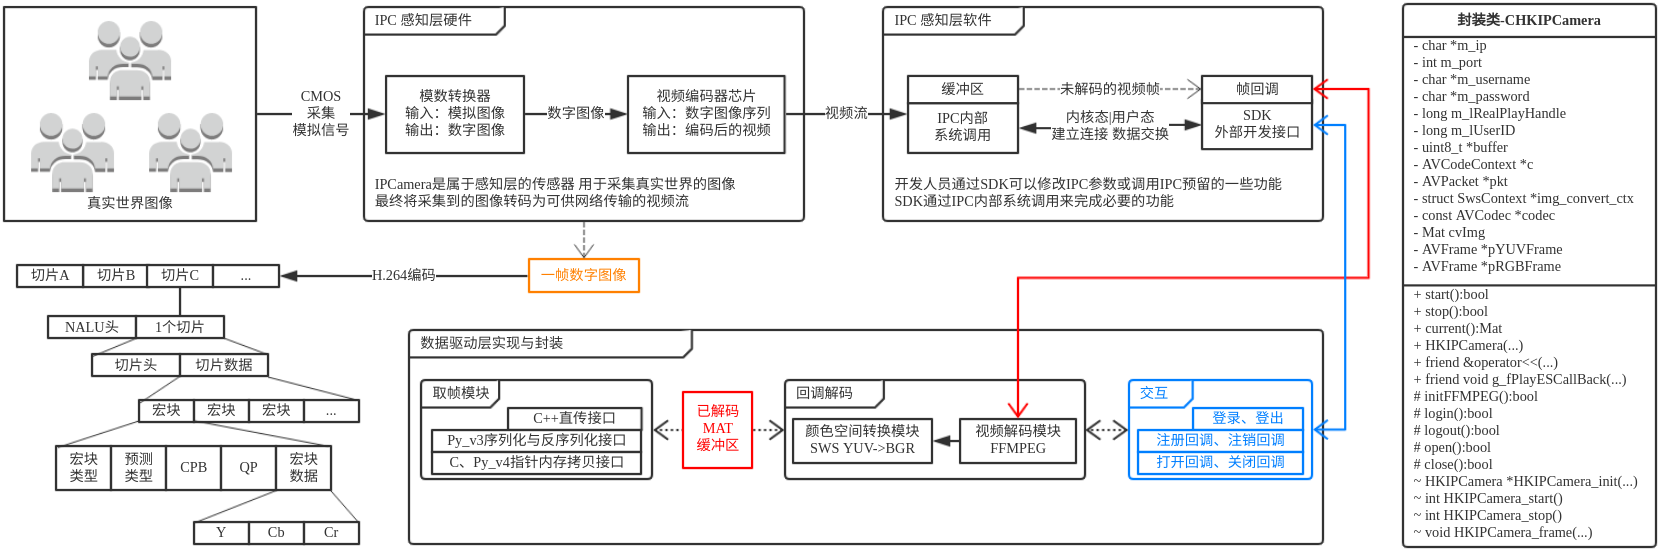 真实世界图像
CMOS
采集
模拟信号
IPC 感知层硬件
模数转换器
输入：模拟图像
输出：数字图像
数字图像
视频编码器芯片
输入：数字图像序列
输出：编码后的视频
IPCamera是属于感知层的传感器 用于采集真实世界的图像
最终将采集到的图像转码为可供网络传输的视频流
视频流
IPC 感知层软件
缓冲区
IPC内部
系统调用
未解码的视频帧
内核态|用户态
建立连接 数据交换
帧回调
SDK
外部开发接口
开发人员通过SDK可以修改IPC参数或调用IPC预留的一些功能
SDK通过IPC内部系统调用来完成必要的功能
一帧数字图像
H.264编码
切片A
切片B
切片C
...
NALU头
1个切片
切片头
切片数据
宏块
宏块
宏块
...
宏块
类型
预测
类型
CPB
QP
宏块
数据
Y
Cb
Cr
数据驱动层实现与封装
取帧模块
C++直传接口
Py_v3序列化与反序列化接口
C、Py_v4指针内存拷贝接口
已解码
MAT
缓冲区
回调解码
颜色空间转换模块
SWS YUV->BGR
视频解码模块
FFMPEG
交互
登录、登出
注册回调、注销回调
打开回调、关闭回调
封装类-CHKIPCamera
- char *m_ip
- int m_port
- char *m_username
- char *m_password
- long m_lRealPlayHandle
- long m_lUserID
- uint8_t *buffer
- AVCodeContext *c
- AVPacket *pkt
- struct SwsContext *img_convert_ctx
- const AVCodec *codec
- Mat cvImg
- AVFrame *pYUVFrame
- AVFrame *pRGBFrame
+ start():bool
+ stop():bool
+ current():Mat
+ HKIPCamera(...)
+ friend &operator<<(...)
+ friend void g_fPlayESCallBack(...)
# initFFMPEG():bool
# login():bool
# logout():bool
# open():bool
# close():bool
~ HKIPCamera *HKIPCamera_init(...)
~ int HKIPCamera_start()
~ int HKIPCamera_stop()
~ void HKIPCamera_frame(...)